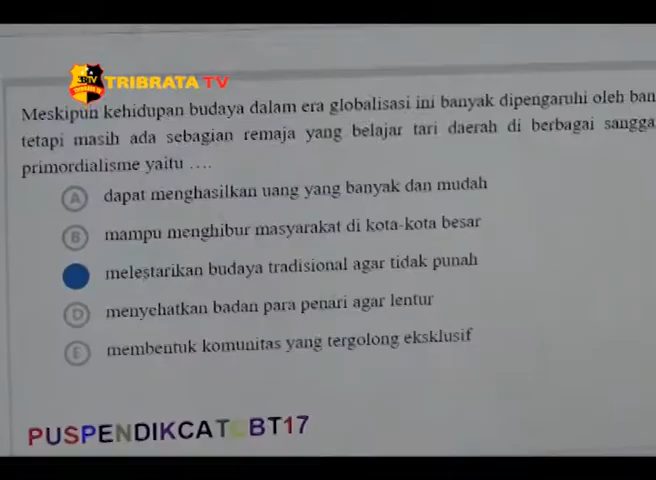 TRIBRATA TV
Meskipun kehidupan budaya dalam era globalisasi ini banyak dipengaruhi oleh ban
tetapi masih ada sebagian remaja yang belajar tari daerah di berbagai sangga
primordialisme yaitu ....
A dapat menghasilkan uang yang banyak dan mudah
B mampu menghibur masyarakat di kota-kota besar
melestarikan budaya tradisional agar tidak punah
D menyehatkan badan para penari agar lentur
E membentuk komunitas yang tergolong eksklusif
PUSPENDIKCATCBT17